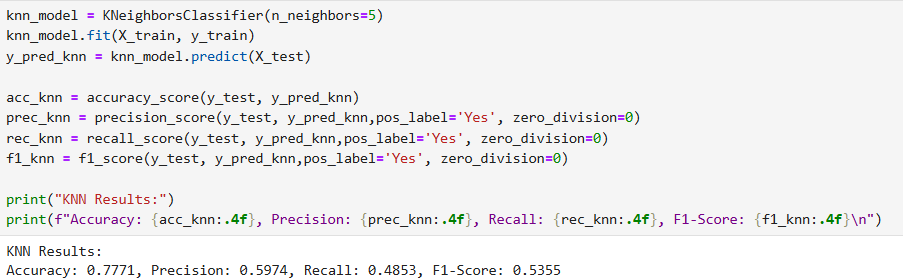 knn_model = KNeighborsClassifier(n_neighbors=5)
knn_model.fit(X_train, y_train)
y_pred_knn = knn_model.predict(X_test)
acc_knn = accuracy_score(y_test, y_pred_knn)
prec_knn = precision_score(y_test, y_pred_knn,pos_label='Yes', zero_division=0)
rec_knn = recall_score(y_test, y_pred_knn,pos_label='Yes', zero_division=0)
f1_knn = f1_score(y_test, y_pred_knn,pos_label='Yes', zero_division=0)
print("KNN Results:")
print(f"Accuracy: {acc_knn:.4f}, Precision: {prec_knn:.4f}, Recall: {rec_knn:.4f}, F1-Score: {f1_knn:.4f}\n")
KNN Results:
Accuracy: 0.7771, Precision: 0.5974, Recall: 0.4853, F1-Score: 0.5355